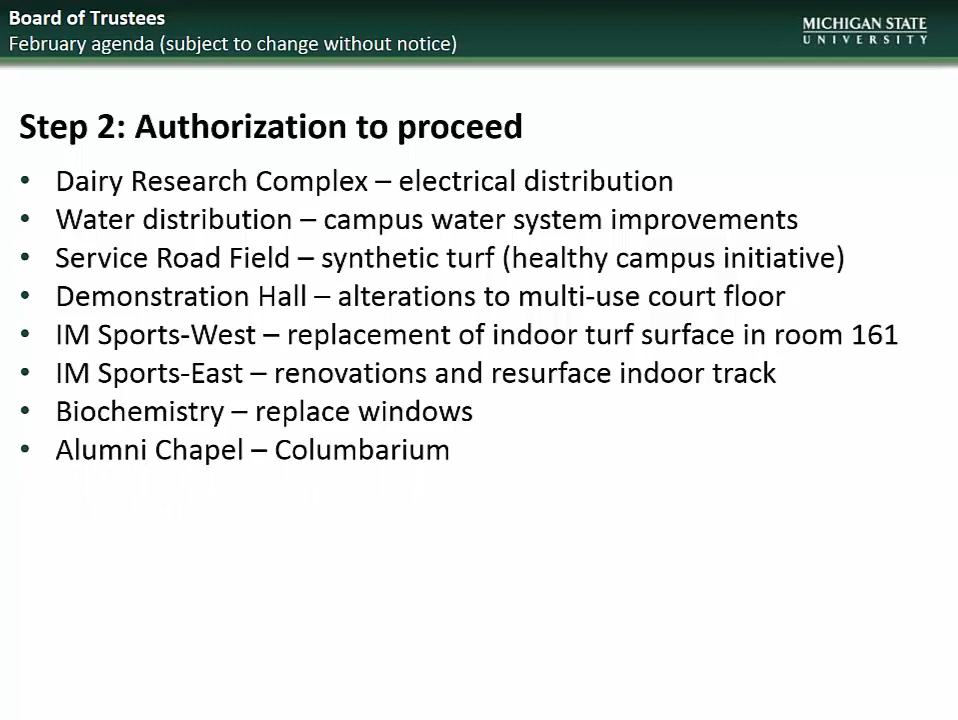 Board of Trustees
February agenda (subject to change without notice)
MICHIGAN STATE
UNIVERSITY
Step 2: Authorization to proceed
• Dairy Research Complex – electrical distribution
• Water distribution – campus water system improvements
• Service Road Field – synthetic turf (healthy campus initiative)
• Demonstration Hall – alterations to multi-use court floor
• IM Sports-West – replacement of indoor turf surface in room 161
• IM Sports-East – renovations and resurface indoor track
• Biochemistry – replace windows
• Alumni Chapel – Columbarium